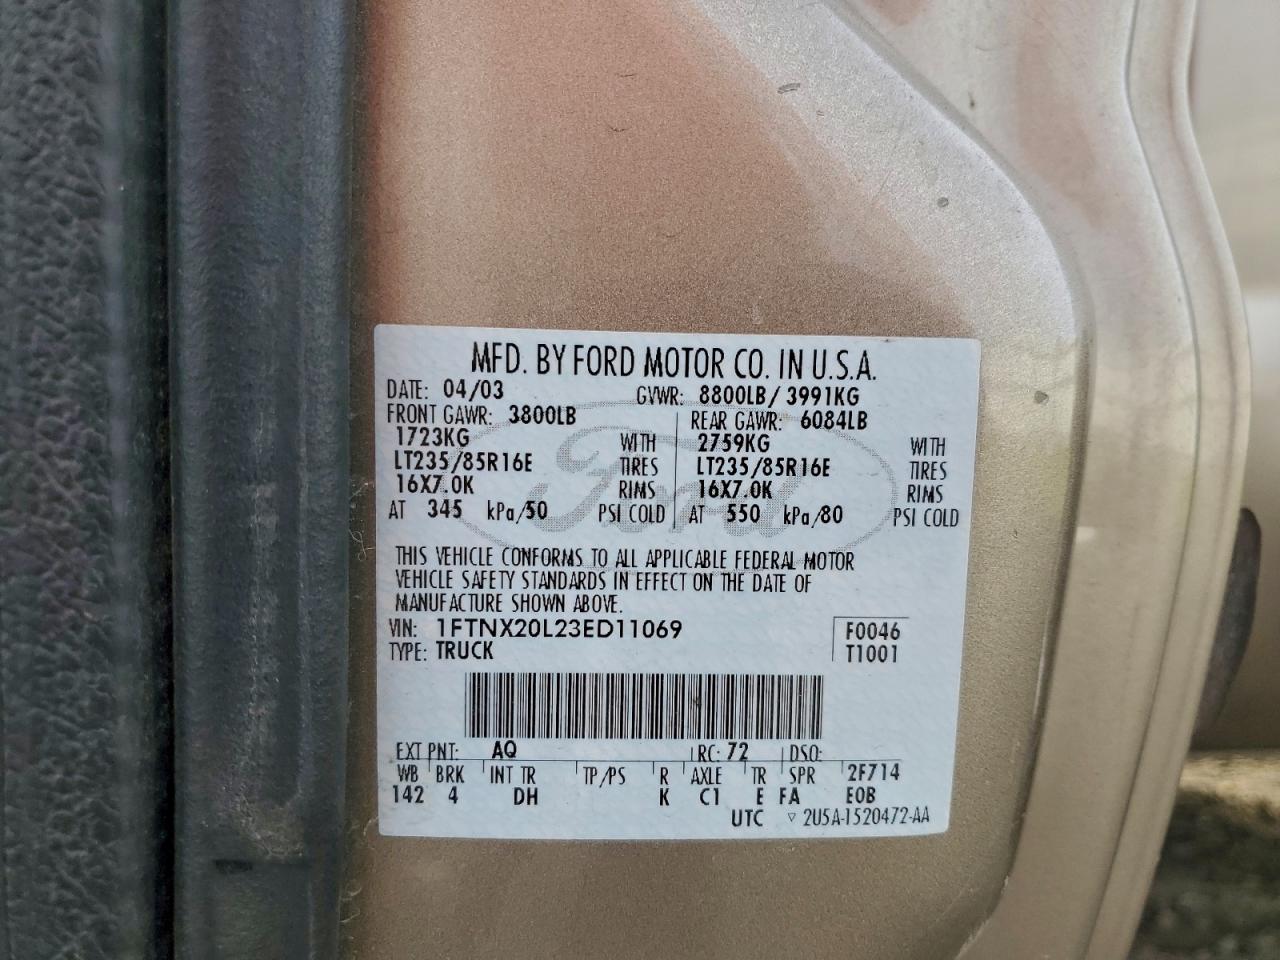 MFD. BY FORD MOTOR CO. IN U.S.A.
DATE: 04/03 GVWR: 8800LB/ 3991KG
FRONT GAWR: 3800LB REAR GAWR: 6084LB
1723KG WITH 2759KG WITH
LT235/85R16E TIRES LT235/85R16E TIRES
16X7.0K RIMS 16X7.0K RIMS
AT 345 kPa/50 PSI COLD AT 550 kPa/80 PSI COLD
Ford
THIS VEHICLE CONFORMS TO ALL APPLICABLE FEDERAL MOTOR
VEHICLE SAFETY STANDARDS IN EFFECT ON THE DATE OF
MANUFACTURE SHOWN ABOVE.
VIN: 1FTNX20L23ED11069 F0046
TYPE: TRUCK T1001
EXT PNT: AQ RC: 72 DSO:
WB BRK INT TR TP/PS R AXLE TR SPR 2F714
142 4 DH K C1 E FA EOB
UTC ▽ 2U5A-1520472-AA